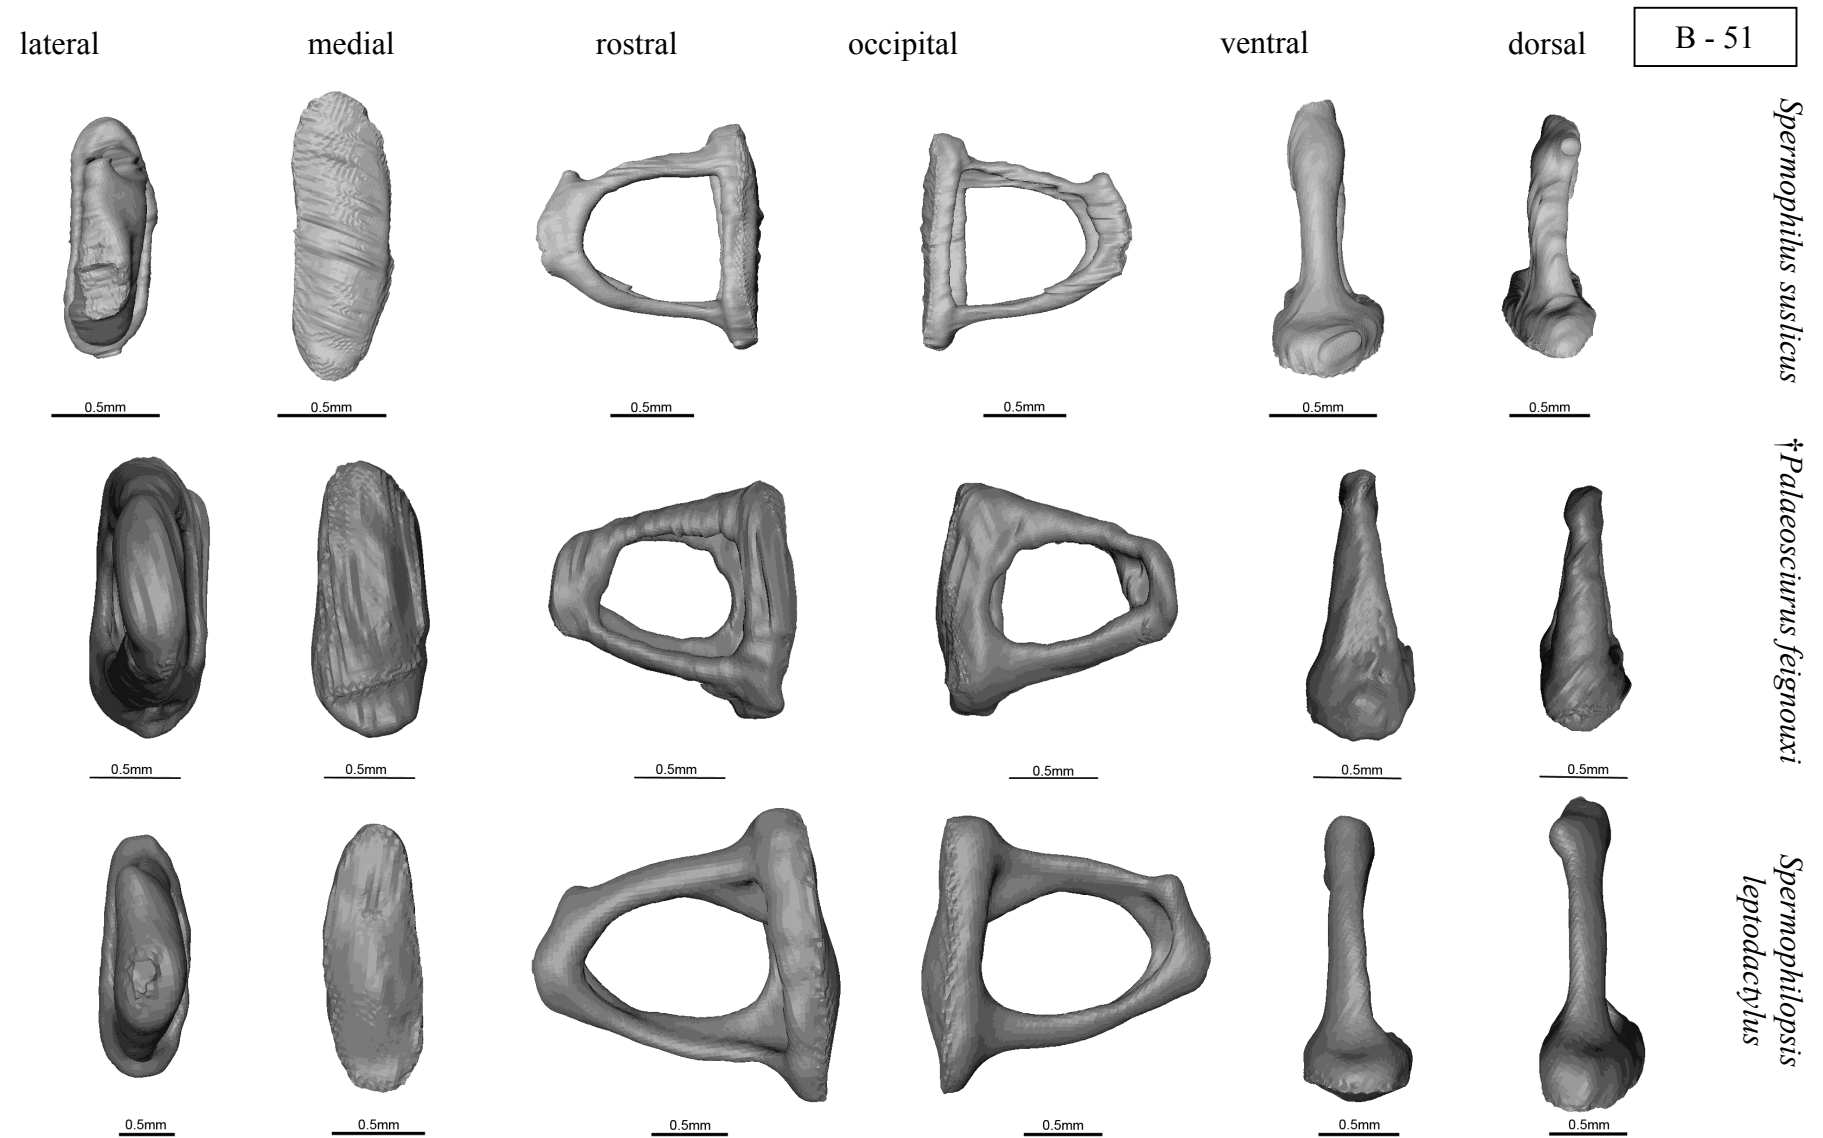 lateral medial rostral occipital ventral dorsal B - 51
Spermophilus suslicus
0.5mm 0.5mm 0.5mm 0.5mm 0.5mm 0.5mm
†Palaeosciurus feignouxi
0.5mm 0.5mm 0.5mm 0.5mm 0.5mm 0.5mm
Spermophilopsis
leptodactylus
0.5mm 0.5mm 0.5mm 0.5mm 0.5mm 0.5mm